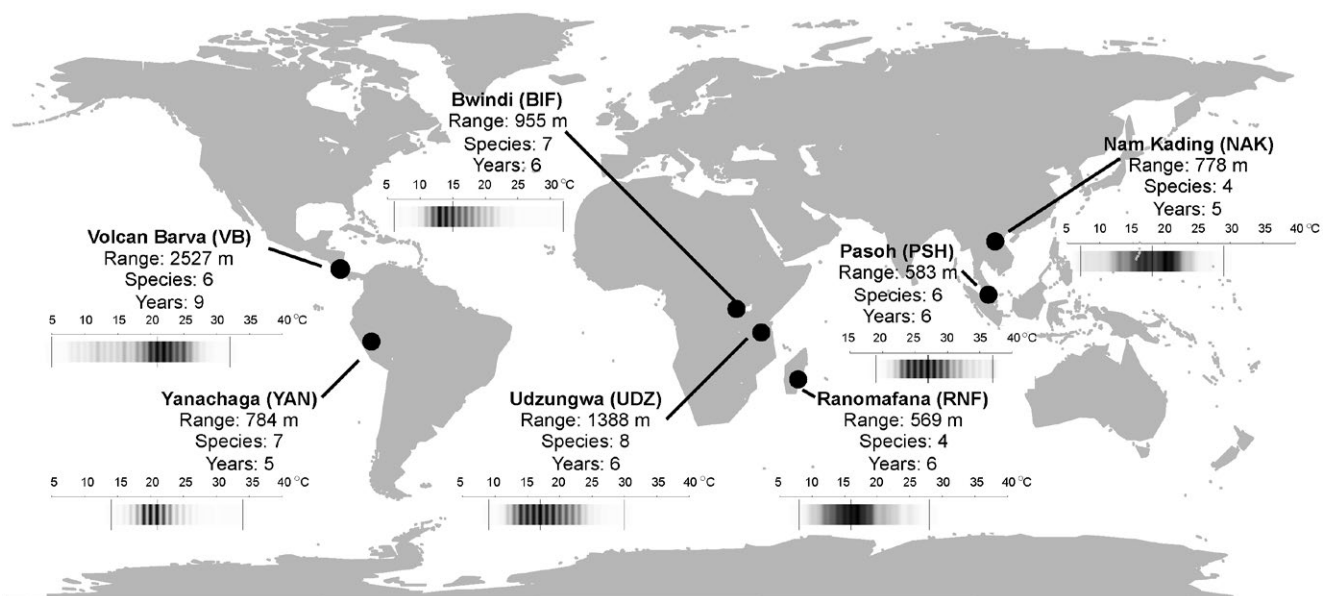 Bwindi (BIF)
Range: 955 m
Species: 7
Years: 6
5 10 15 20 25 30 °C
Nam Kading (NAK)
Range: 778 m
Species: 4
Years: 5
5 10 15 20 25 30 35 40 °C
Volcan Barva (VB)
Range: 2527 m
Species: 6
Years: 9
5 10 15 20 25 30 35 40 °C
Pasoh (PSH)
Range: 583 m
Species: 6
Years: 6
15 20 25 30 35 40 °C
Yanachaga (YAN)
Range: 784 m
Species: 7
Years: 5
5 10 15 20 25 30 35 40 °C
Udzungwa (UDZ)
Range: 1388 m
Species: 8
Years: 6
5 10 15 20 25 30 35 40 °C
Ranomafana (RNF)
Range: 569 m
Species: 4
Years: 6
5 10 15 20 25 30 35 40 °C